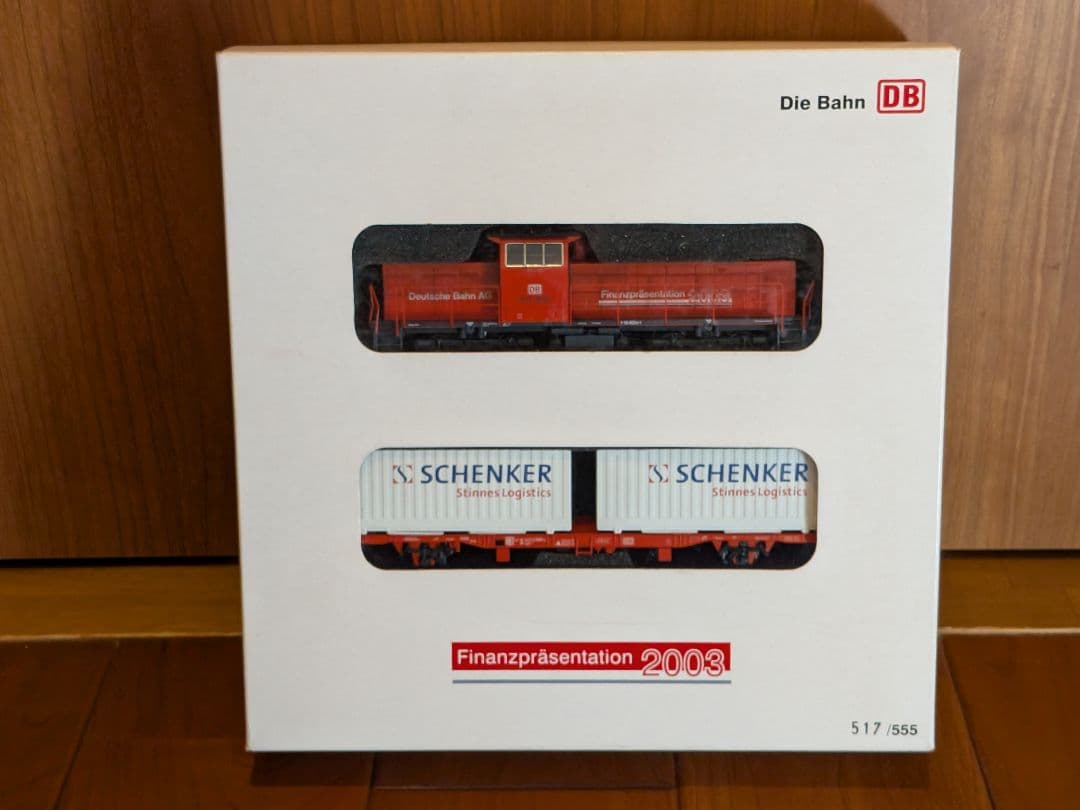 Die Bahn DB
Deutsche Bahn AG
DB
Finanzpräsentation 2003
SCHENKER
Stinnes Logistics
SCHENKER
Stinnes Logistics
Finanzpräsentation 2003
517/555